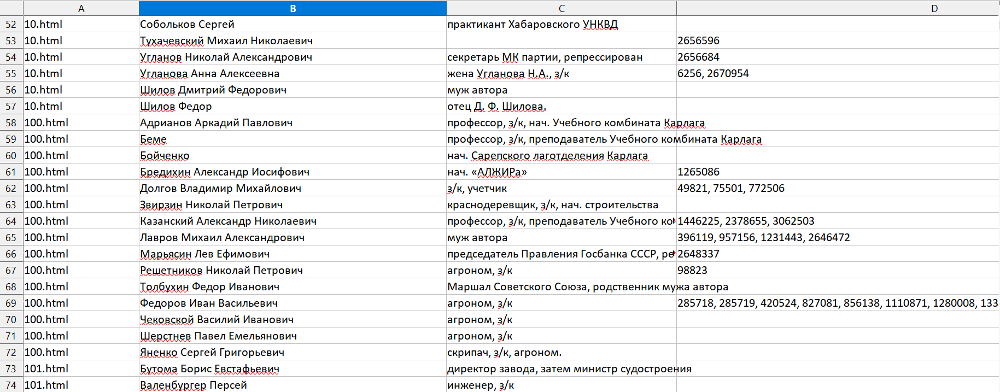 A B C D
52 10.html Собольков Сергей практикант Хабаровского УНКВД
53 10.html Тухачевский Михаил Николаевич 2656596
54 10.html Угланов Николай Александрович секретарь МК партии, репрессирован 2656684
55 10.html Угланова Анна Алексеевна жена Угланова Н.А., з/к 6256, 2670954
56 10.html Шилов Дмитрий Федорович муж автора
57 10.html Шилов Федор отец Д. Ф. Шилова.
58 100.html Адрианов Аркадий Павлович профессор, з/к, нач. Учебного комбината Карлага
59 100.html Беме профессор, з/к, преподаватель Учебного комбината Карлага
60 100.html Бойченко нач. Сарепского лаготделения Карлага
61 100.html Бредихин Александр Иосифович нач. «АЛЖИРа» 1265086
62 100.html Долгов Владимир Михайлович з/к, учетчик 49821, 75501, 772506
63 100.html Звирзин Николай Петрович краснодеревщик, з/к, нач. строительства
64 100.html Казанский Александр Николаевич профессор, з/к, преподаватель Учебного ко 1446225, 2378655, 3062503
65 100.html Лавров Михаил Александрович муж автора 396119, 957156, 1231443, 2646472
66 100.html Марьясин Лев Ефимович председатель Правления Госбанка СССР, ре 2648337
67 100.html Решетников Николай Петрович агроном, з/к 98823
68 100.html Толбухин Федор Иванович Маршал Советского Союза, родственник мужа автора
69 100.html Федоров Иван Васильевич агроном, з/к 285718, 285719, 420524, 827081, 856138, 1110871, 1280008, 133
70 100.html Чековской Василий Иванович агроном, з/к
71 100.html Шерстнев Павел Емельянович агроном, з/к
72 100.html Яненко Сергей Григорьевич скрипач, з/к, агроном.
73 101.html Бутома Борис Евстафьевич директор завода, затем министр судостроения
74 101.html Валенбургер Персей инженер, з/к